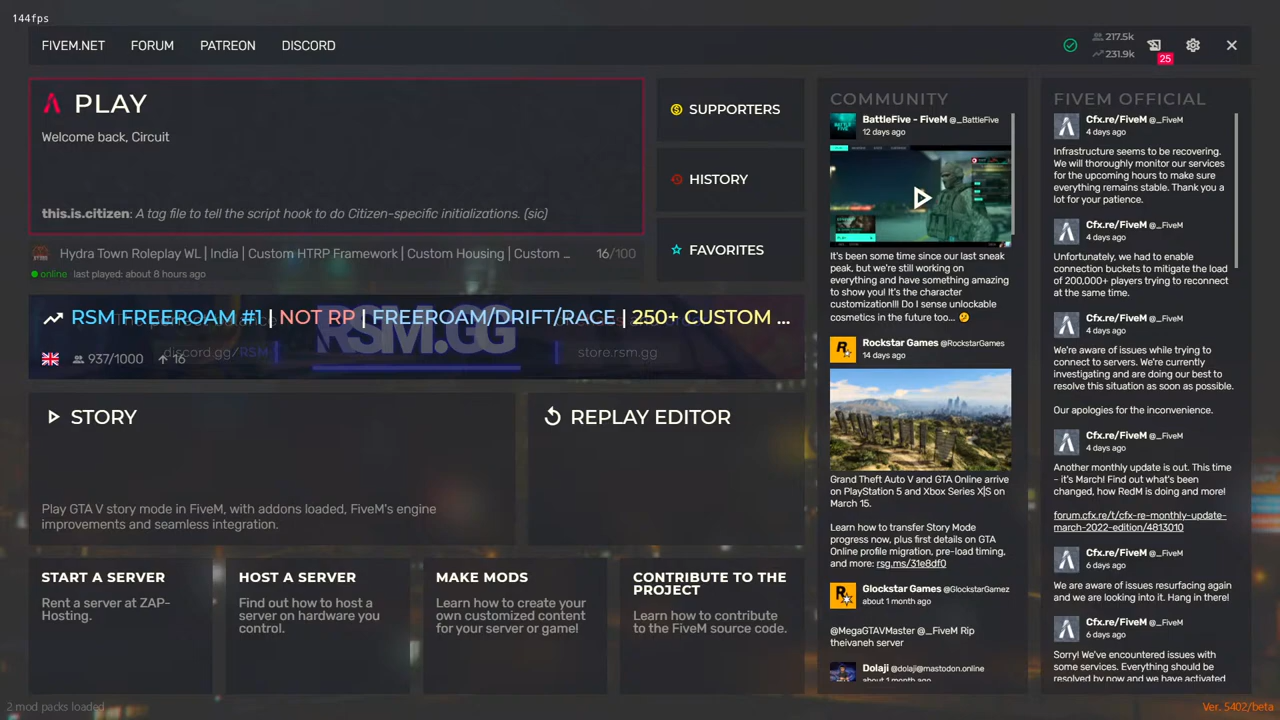 144fps
FIVEM.NET
FORUM
PATREON
DISCORD
217.5k
231.9k
25
PLAY
Welcome back, Circuit
this.is.citizen: A tag file to tell the script hook to do Citizen-specific initializations. (sic)
Hydra Town Roleplay WL | India | Custom HTRP Framework | Custom Housing | Custom ...
16/100
online last played: about 8 hours ago
SUPPORTERS
HISTORY
FAVORITES
RSM FREEROAM #1 | NOT RP | FREEROAM/DRIFT/RACE | 250+ CUSTOM ...
discord.gg/RSM
RSM.GG
store.rsm.gg
937/1000
16
STORY
Play GTA V story mode in FiveM, with addons loaded, FiveM's engine
improvements and seamless integration.
REPLAY EDITOR
START A SERVER
Rent a server at ZAP-
Hosting.
HOST A SERVER
Find out how to host a
server on hardware you
control.
MAKE MODS
Learn how to create your
own customized content
for your server or game!
CONTRIBUTE TO THE
PROJECT
Learn how to contribute
to the FiveM source code.
COMMUNITY
BattleFive - FiveM @_BattleFive
12 days ago
It's been some time since our last sneak
peak, but we're still working on
everything and have something amazing
to show you! It's the character
customization!!! Do I sense unlockable
cosmetics in the future too... 🤔
Rockstar Games @RockstarGames
14 days ago
Grand Theft Auto V and GTA Online arrive
on PlayStation 5 and Xbox Series X|S on
March 15.
Learn how to transfer Story Mode
progress now, plus first details on GTA
Online profile migration, pre-load timing,
and more: rsg.ms/31e8df0
Glockstar Games @GlockstarGamez
about 1 month ago
@MegaGTAVMaster @_FiveM Rip
theivaneh server
Dolaji @dolaji@mastodon.online
about 1 month ago
FIVEM OFFICIAL
Cfx.re/FiveM @_FiveM
4 days ago
Infrastructure seems to be recovering.
We will thoroughly monitor our services
for the upcoming hours to make sure
everything remains stable. Thank you a
lot for your patience.
Cfx.re/FiveM @_FiveM
4 days ago
Unfortunately, we had to enable
connection buckets to mitigate the load
of 200,000+ players trying to reconnect
at the same time.
Cfx.re/FiveM @_FiveM
4 days ago
We're aware of issues while trying to
connect to servers. We're currently
investigating and are doing our best to
resolve this situation as soon as possible.
Our apologies for the inconvenience.
Cfx.re/FiveM @_FiveM
4 days ago
Another monthly update is out. This time
- it's March! Find out what's been
changed, how RedM is doing and more!
forum.cfx.re/t/cfx-re-monthly-update-
march-2022-edition/4813010
Cfx.re/FiveM @_FiveM
6 days ago
We are aware of issues resurfacing again
and we are looking into it. Hang in there!
Cfx.re/FiveM @_FiveM
6 days ago
Sorry! We've encountered issues with
some services. Everything should be
resolved by now and we have activated
2 mod packs loaded
Ver. 5402/beta